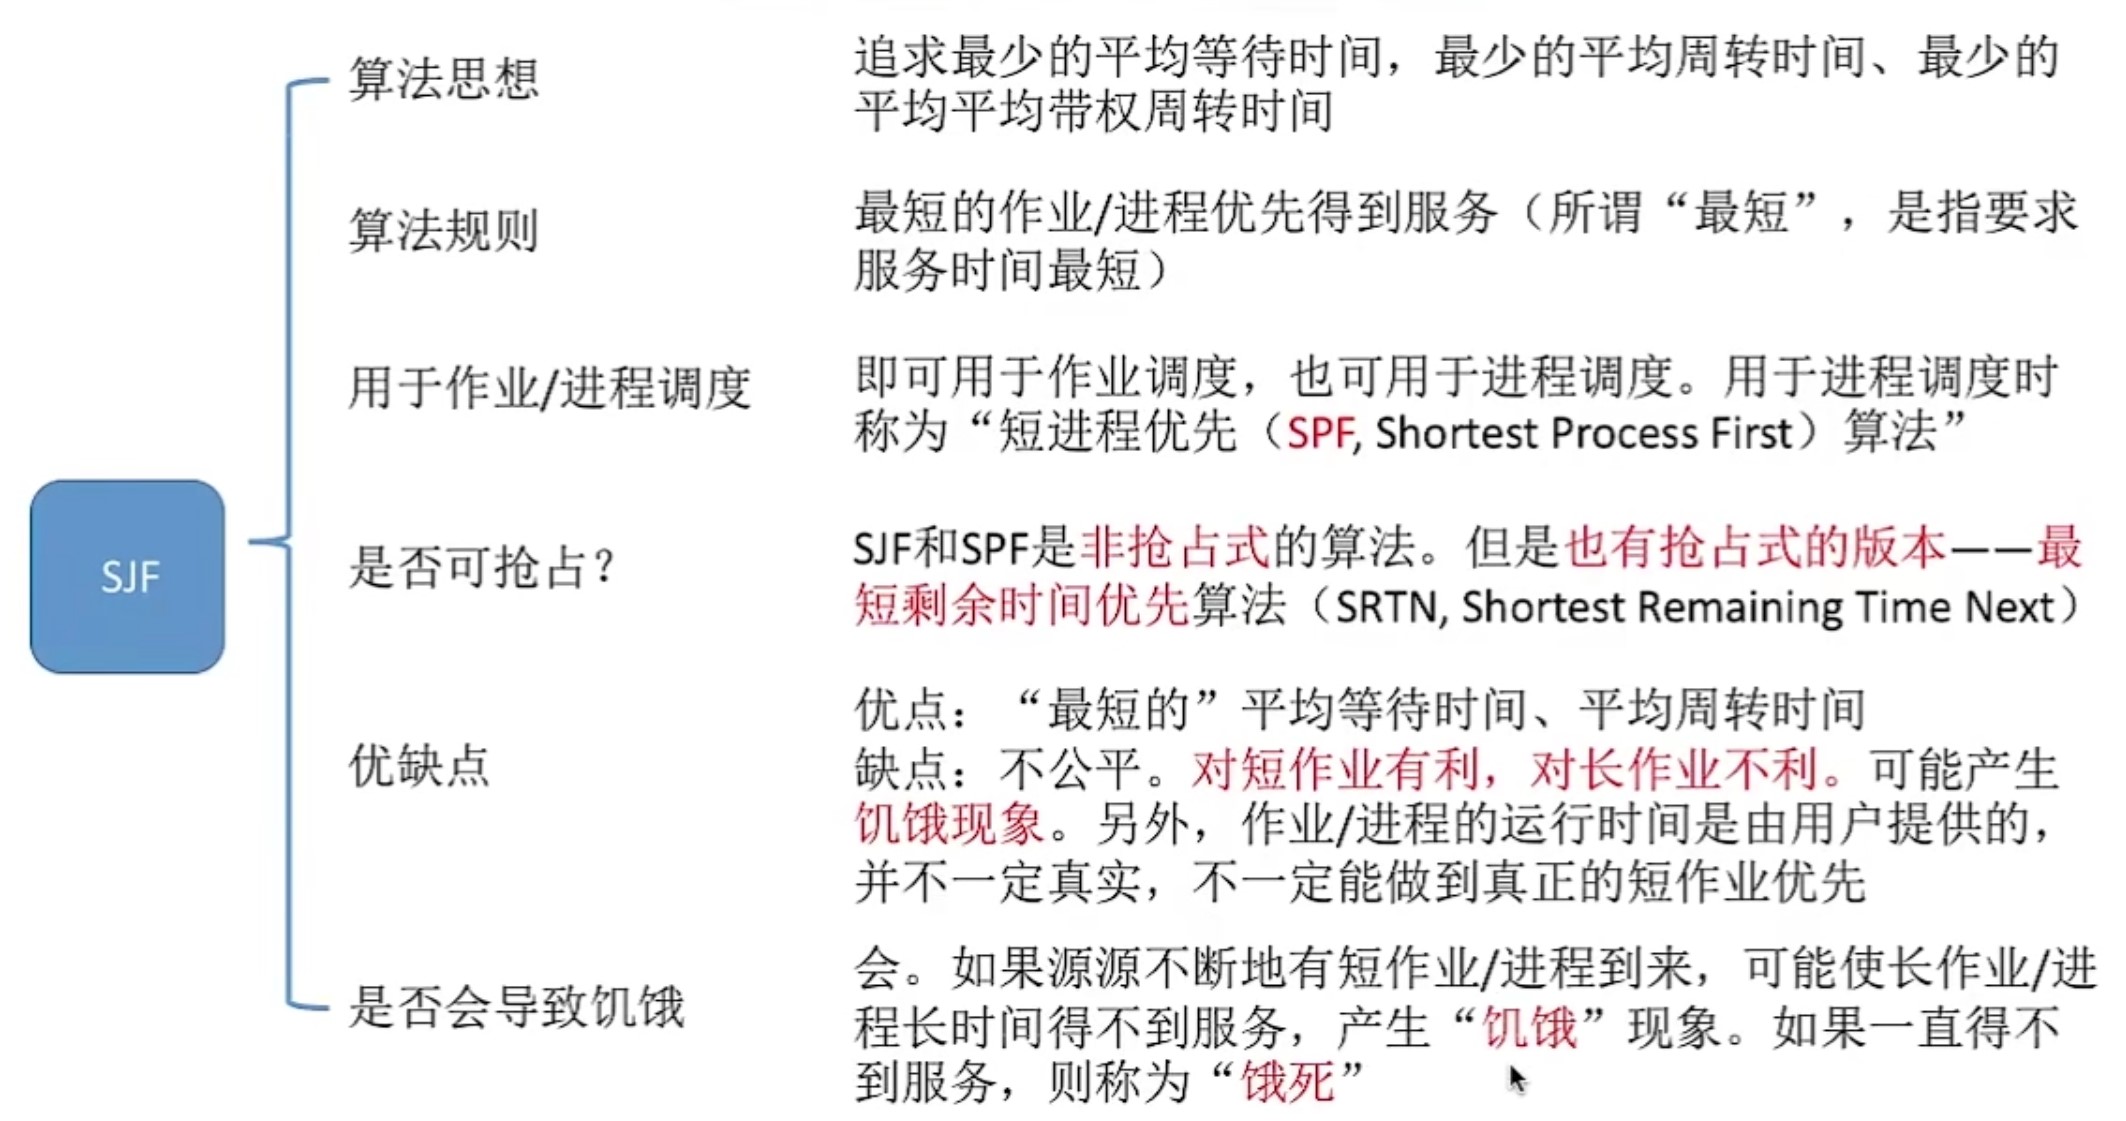 算法思想
追求最少的平均等待时间，最少的平均周转时间、最少的
平均平均带权周转时间
算法规则
最短的作业/进程优先得到服务（所谓“最短”，是指要求
服务时间最短）
用于作业/进程调度
即可用于作业调度，也可用于进程调度。用于进程调度时
称为“短进程优先（SPF, Shortest Process First）算法”
SJF
是否可抢占？
SJF和SPF是非抢占式的算法。但是也有抢占式的版本——最
短剩余时间优先算法（SRTN, Shortest Remaining Time Next）
优缺点
优点：“最短的”平均等待时间、平均周转时间
缺点：不公平。对短作业有利，对长作业不利。可能产生
饥饿现象。另外，作业/进程的运行时间是由用户提供的，
并不一定真实，不一定能做到真正的短作业优先
是否会导致饥饿
会。如果源源不断地有短作业/进程到来，可能使长作业/进
程长时间得不到服务，产生“饥饿”现象。如果一直得不
到服务，则称为“饿死”